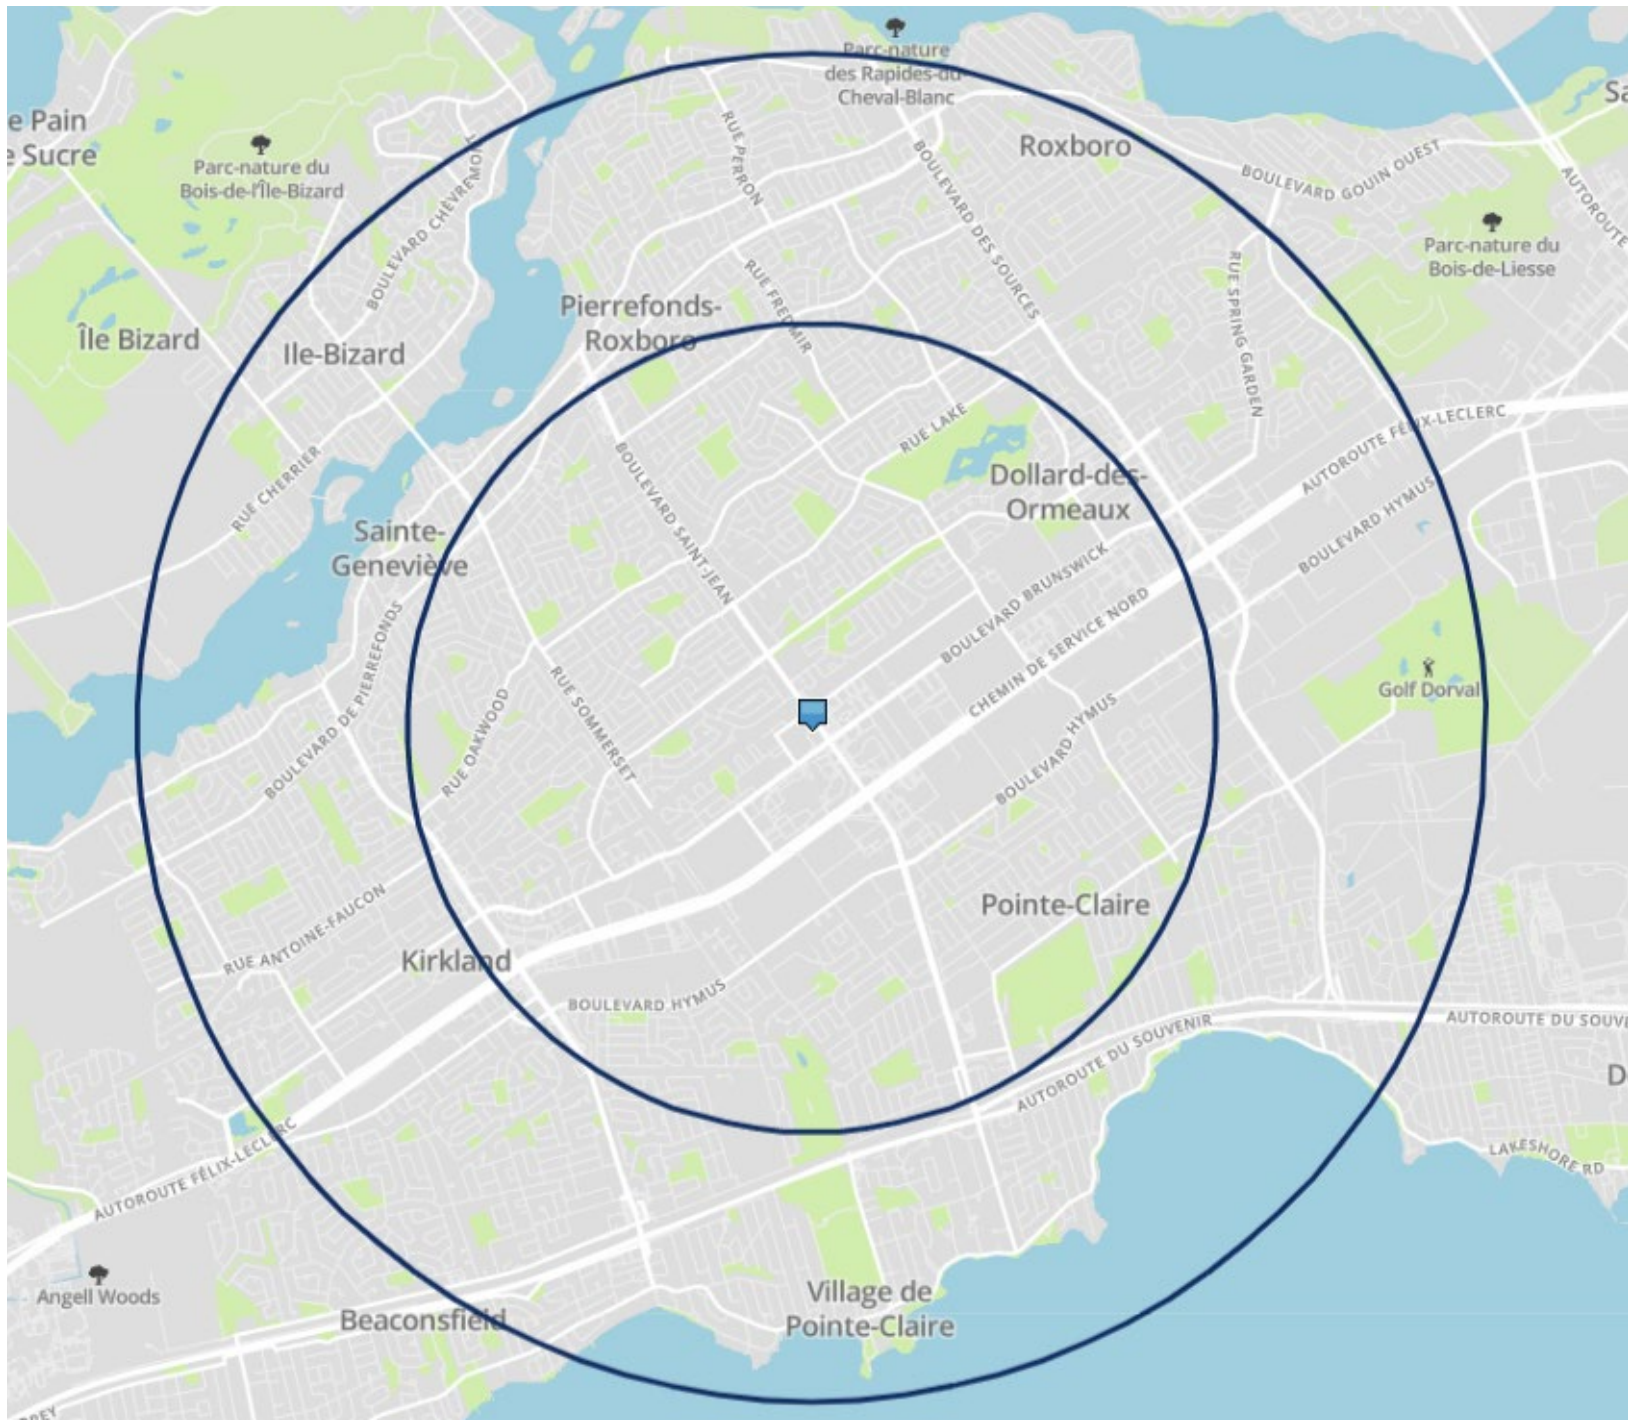 Parc-nature
des Rapides-du-
Cheval-Blanc
e Pain
e Sucre
Sa
Parc-nature du
Bois-de-l'Île-Bizard
BOULEVARD CHÈVREMONT
RUE PERRON
BOULEVARD DES SOURCES
Roxboro
BOULEVARD GOUIN OUEST
AUTOROUTE
Parc-nature du
Bois-de-Liesse
Île Bizard
Ile-Bizard
Pierrefonds-
Roxboro
RUE FREDMIR
RUE SPRING GARDEN
RUE CHERRIER
BOULEVARD SAINT-JEAN
RUE LAKE
Dollard-des-
Ormeaux
AUTOROUTE FÉLIX-LECLERC
BOULEVARD HYMUS
Sainte-
Geneviève
BOULEVARD BRUNSWICK
CHEMIN DE SERVICE NORD
BOULEVARD DE PIERREFONDS
RUE OAKWOOD
RUE SOMMERSET
BOULEVARD HYMUS
Golf Dorval
RUE ANTOINE-FAUCON
Pointe-Claire
Kirkland
BOULEVARD HYMUS
AUTOROUTE DU SOUVENIR
AUTOROUTE DU SOUVE
D
AUTOROUTE FÉLIX-LECLERC
LAKESHORE RD
Angell Woods
Beaconsfield
Village de
Pointe-Claire
REY